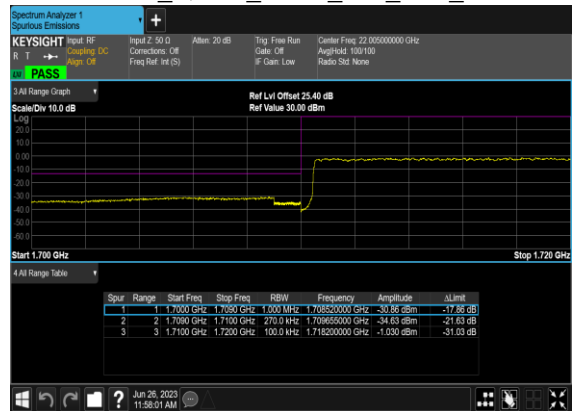 Spectrum Analyzer 1
Spurious Emissions
KEYSIGHT Input: RF Input Z: 50 Ω Atten: 20 dB Trig: Free Run Center Freq: 22.005000000 GHz
R T Coupling: DC Corrections: Off Gate: Off Avg|Hold: 100/100
Align: Off Freq Ref: Int (S) IF Gain: Low Radio Std: None
PASS
3 All Range Graph
Ref Lvl Offset 25.40 dB
Scale/Div 10.0 dB Ref Value 30.00 dBm
Log
20.0
10.0
0.00
-10.0
-20.0
-30.0
-40.0
-50.0
-60.0
Start 1.700 GHz Stop 1.720 GHz
4 All Range Table
Spur Range Start Freq Stop Freq RBW Frequency Amplitude ΔLimit
1 1 1.7000 GHz 1.7090 GHz 1.000 MHz 1.708520000 GHz -30.86 dBm -17.86 dB
2 2 1.7090 GHz 1.7100 GHz 270.0 kHz 1.709655000 GHz -34.63 dBm -21.63 dB
3 3 1.7100 GHz 1.7200 GHz 100.0 kHz 1.718200000 GHz -1.030 dBm -31.03 dB
? Jun 26, 2023
11:58:01 AM